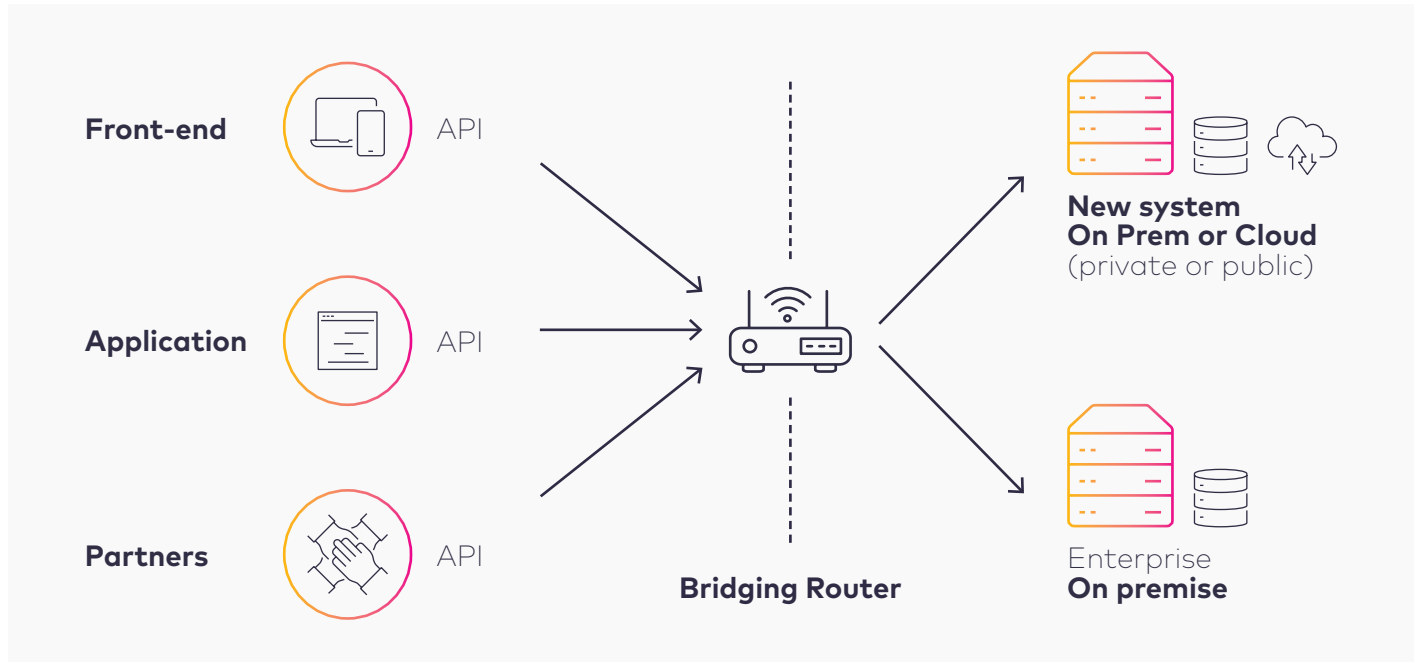 Front-end
API
Application
API
Partners
API
Bridging Router
New system
On Prem or Cloud
(private or public)
Enterprise
On premise